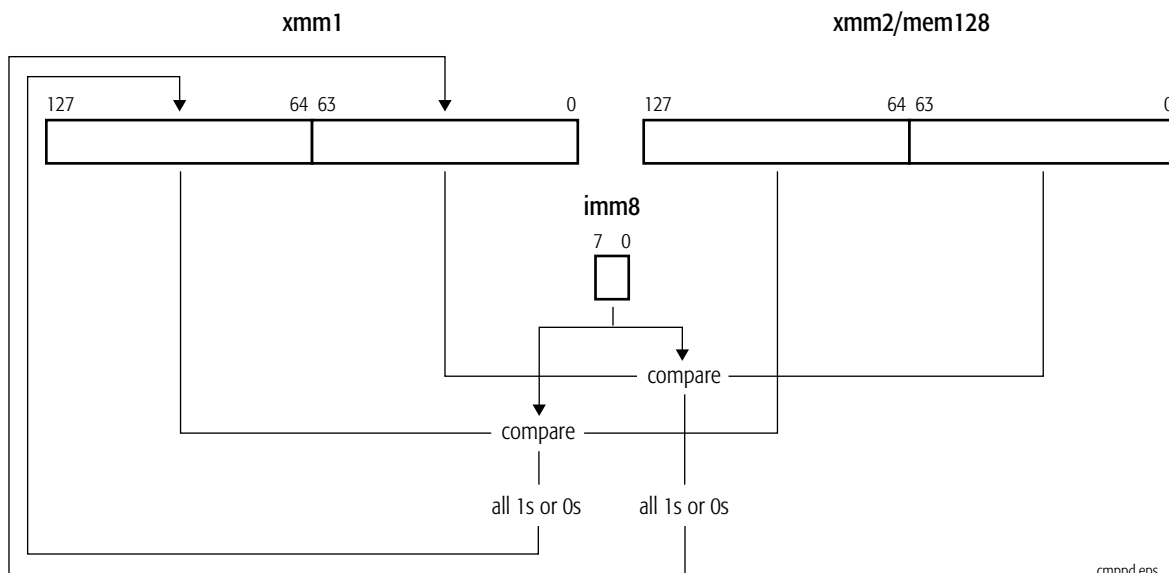 xmm1 xmm2/mem128
127 64 63 0 127 64 63 0
imm8
7 0
compare
compare
all 1s or 0s all 1s or 0s
cmppd.eps